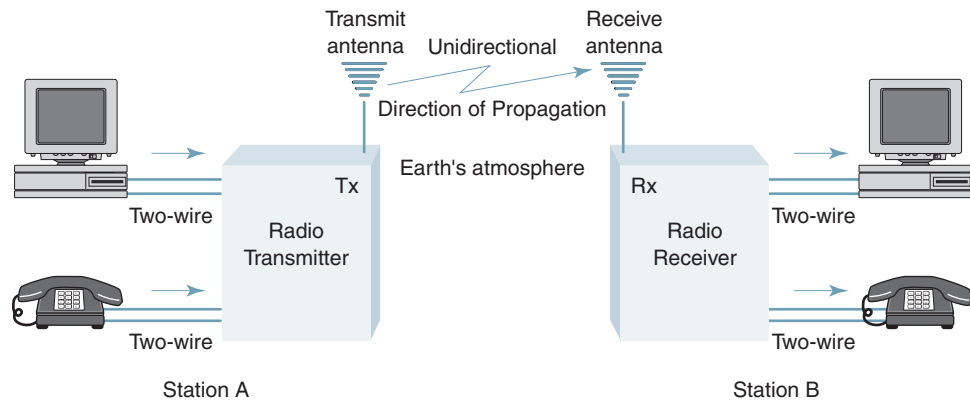 Transmit
antenna
Unidirectional
Receive
antenna
Direction of Propagation
Earth's atmosphere
Tx
Rx
Two-wire
Radio
Transmitter
Radio
Receiver
Two-wire
Two-wire
Two-wire
Station A
Station B